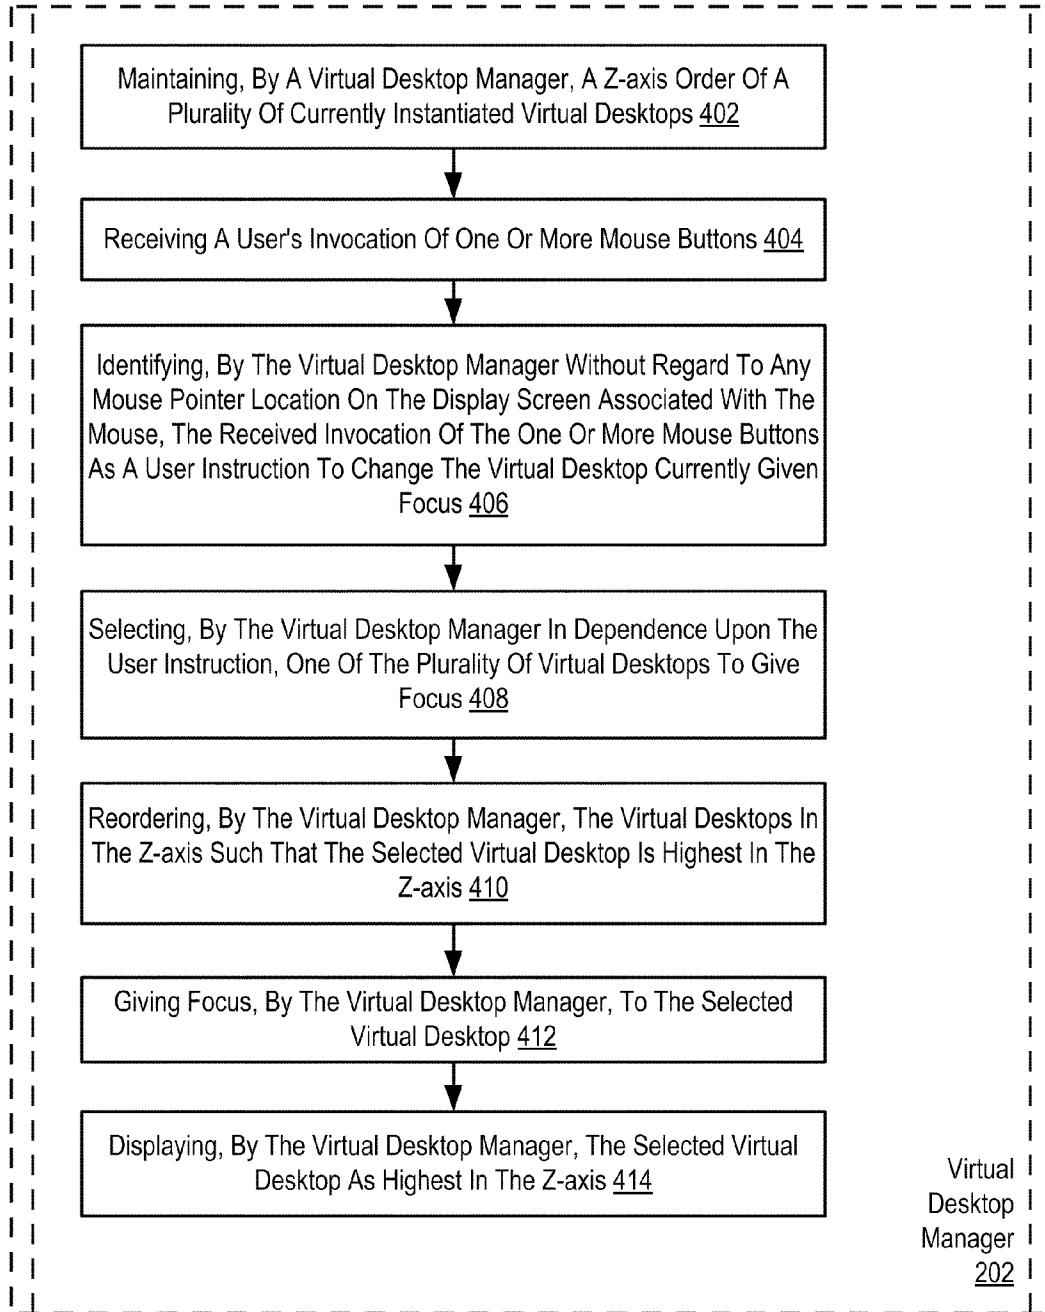 Maintaining, By A Virtual Desktop Manager, A Z-axis Order Of A
Plurality Of Currently Instantiated Virtual Desktops 402
Receiving A User's Invocation Of One Or More Mouse Buttons 404
Identifying, By The Virtual Desktop Manager Without Regard To Any
Mouse Pointer Location On The Display Screen Associated With The
Mouse, The Received Invocation Of The One Or More Mouse Buttons
As A User Instruction To Change The Virtual Desktop Currently Given
Focus 406
Selecting, By The Virtual Desktop Manager In Dependence Upon The
User Instruction, One Of The Plurality Of Virtual Desktops To Give
Focus 408
Reordering, By The Virtual Desktop Manager, The Virtual Desktops In
The Z-axis Such That The Selected Virtual Desktop Is Highest In The
Z-axis 410
Giving Focus, By The Virtual Desktop Manager, To The Selected
Virtual Desktop 412
Displaying, By The Virtual Desktop Manager, The Selected Virtual
Desktop As Highest In The Z-axis 414
Virtual
Desktop
Manager
202